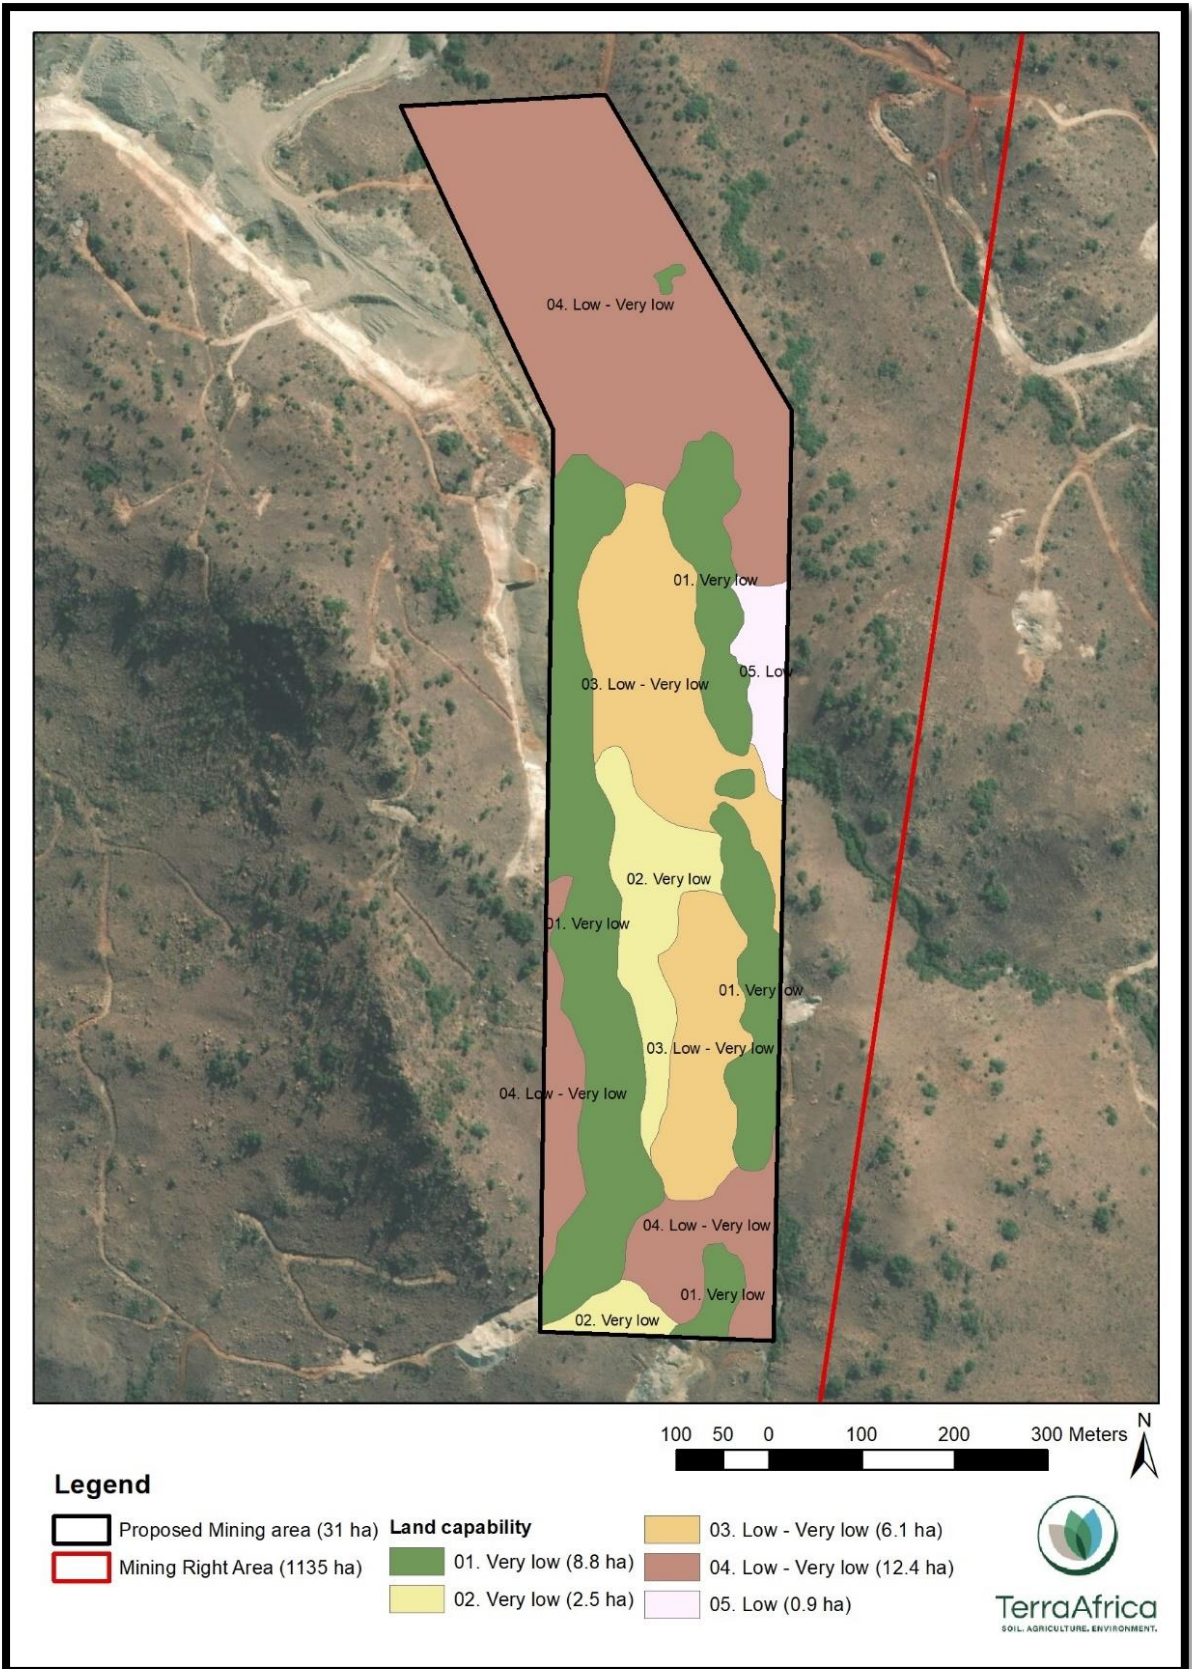 04. Low - Very low
01. Very low
05. Low
03. Low - Very low
02. Very low
01. Very low
01. Very low
03. Low - Very low
04. Low - Very low
04. Low - Very low
01. Very low
02. Very low
100 50 0 100 200 300 Meters
N
Legend
Proposed Mining area (31 ha)
Mining Right Area (1135 ha)
Land capability
01. Very low (8.8 ha)
02. Very low (2.5 ha)
03. Low - Very low (6.1 ha)
04. Low - Very low (12.4 ha)
05. Low (0.9 ha)
TerraAfrica
SOIL. AGRICULTURE. ENVIRONMENT.